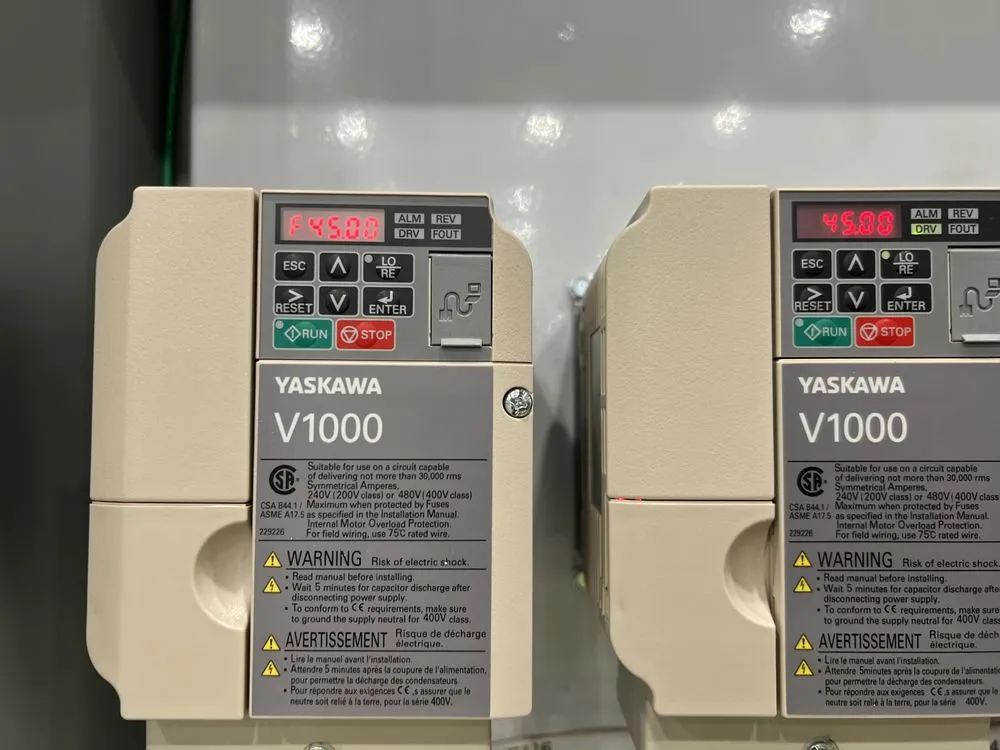 F45.00
ALM REV
DRV FOUT
ESC
LO
RE
RESET
ENTER
RUN
STOP
YASKAWA
V1000
SA
Suitable for use on a circuit capable
of delivering not more than 30,000 rms
Symmetrical Amperes,
240V (200V class) or 480V (400V class)
CSA B44.1 / Maximum when protected by Fuses
ASME A17.5 as specified in the Installation Manual.
Internal Motor Overload Protection.
229226 For field wiring, use 75℃ rated wire.
WARNING Risk of electric shock.
• Read manual before installing.
• Wait 5 minutes for capacitor discharge after
disconnecting power supply.
• To conform to CE requirements, make sure
to ground the supply neutral for 400V class.
AVERTISSEMENT Risque de décharge
électrique.
• Lire le manuel avant l'installation.
• Attendre 5 minutes après la coupure de l'alimentation,
pour permettre la décharge des condensateurs.
• Pour répondre aux exigences CE ,s assurer que le
neutre soit relié à la terre, pour la série 400V.
45.00
ALM REV
DRV FOUT
ESC
LO
RE
RESET
ENTER
RUN
STOP
YASKAWA
V1000
SA
Suitable for use on a circuit capable
of delivering not more than 30,000 rms
Symmetrical Amperes,
240V (200V class) or 480V (400V class)
CSA B44.1 / Maximum when protected by Fuses
ASME A17.5 as specified in the Installation Manual.
Internal Motor Overload Protection.
229226 For field wiring, use 75℃ rated wire.
WARNING Risk of electric shock.
• Read manual before installing.
• Wait 5 minutes for capacitor discharge after
disconnecting power supply.
• To conform to CE requirements, make sure
to ground the supply neutral for 400V class.
AVERTISSEMENT Risque de
électrique.
• Lire le manuel avant l'installation.
• Attendre 5minutes après la coupure de
pour permettre la décharge des condensateurs.
• Pour répondre aux exigences CE ,s assurer que le
neutre soit relié à la terre, pour la série 400V.